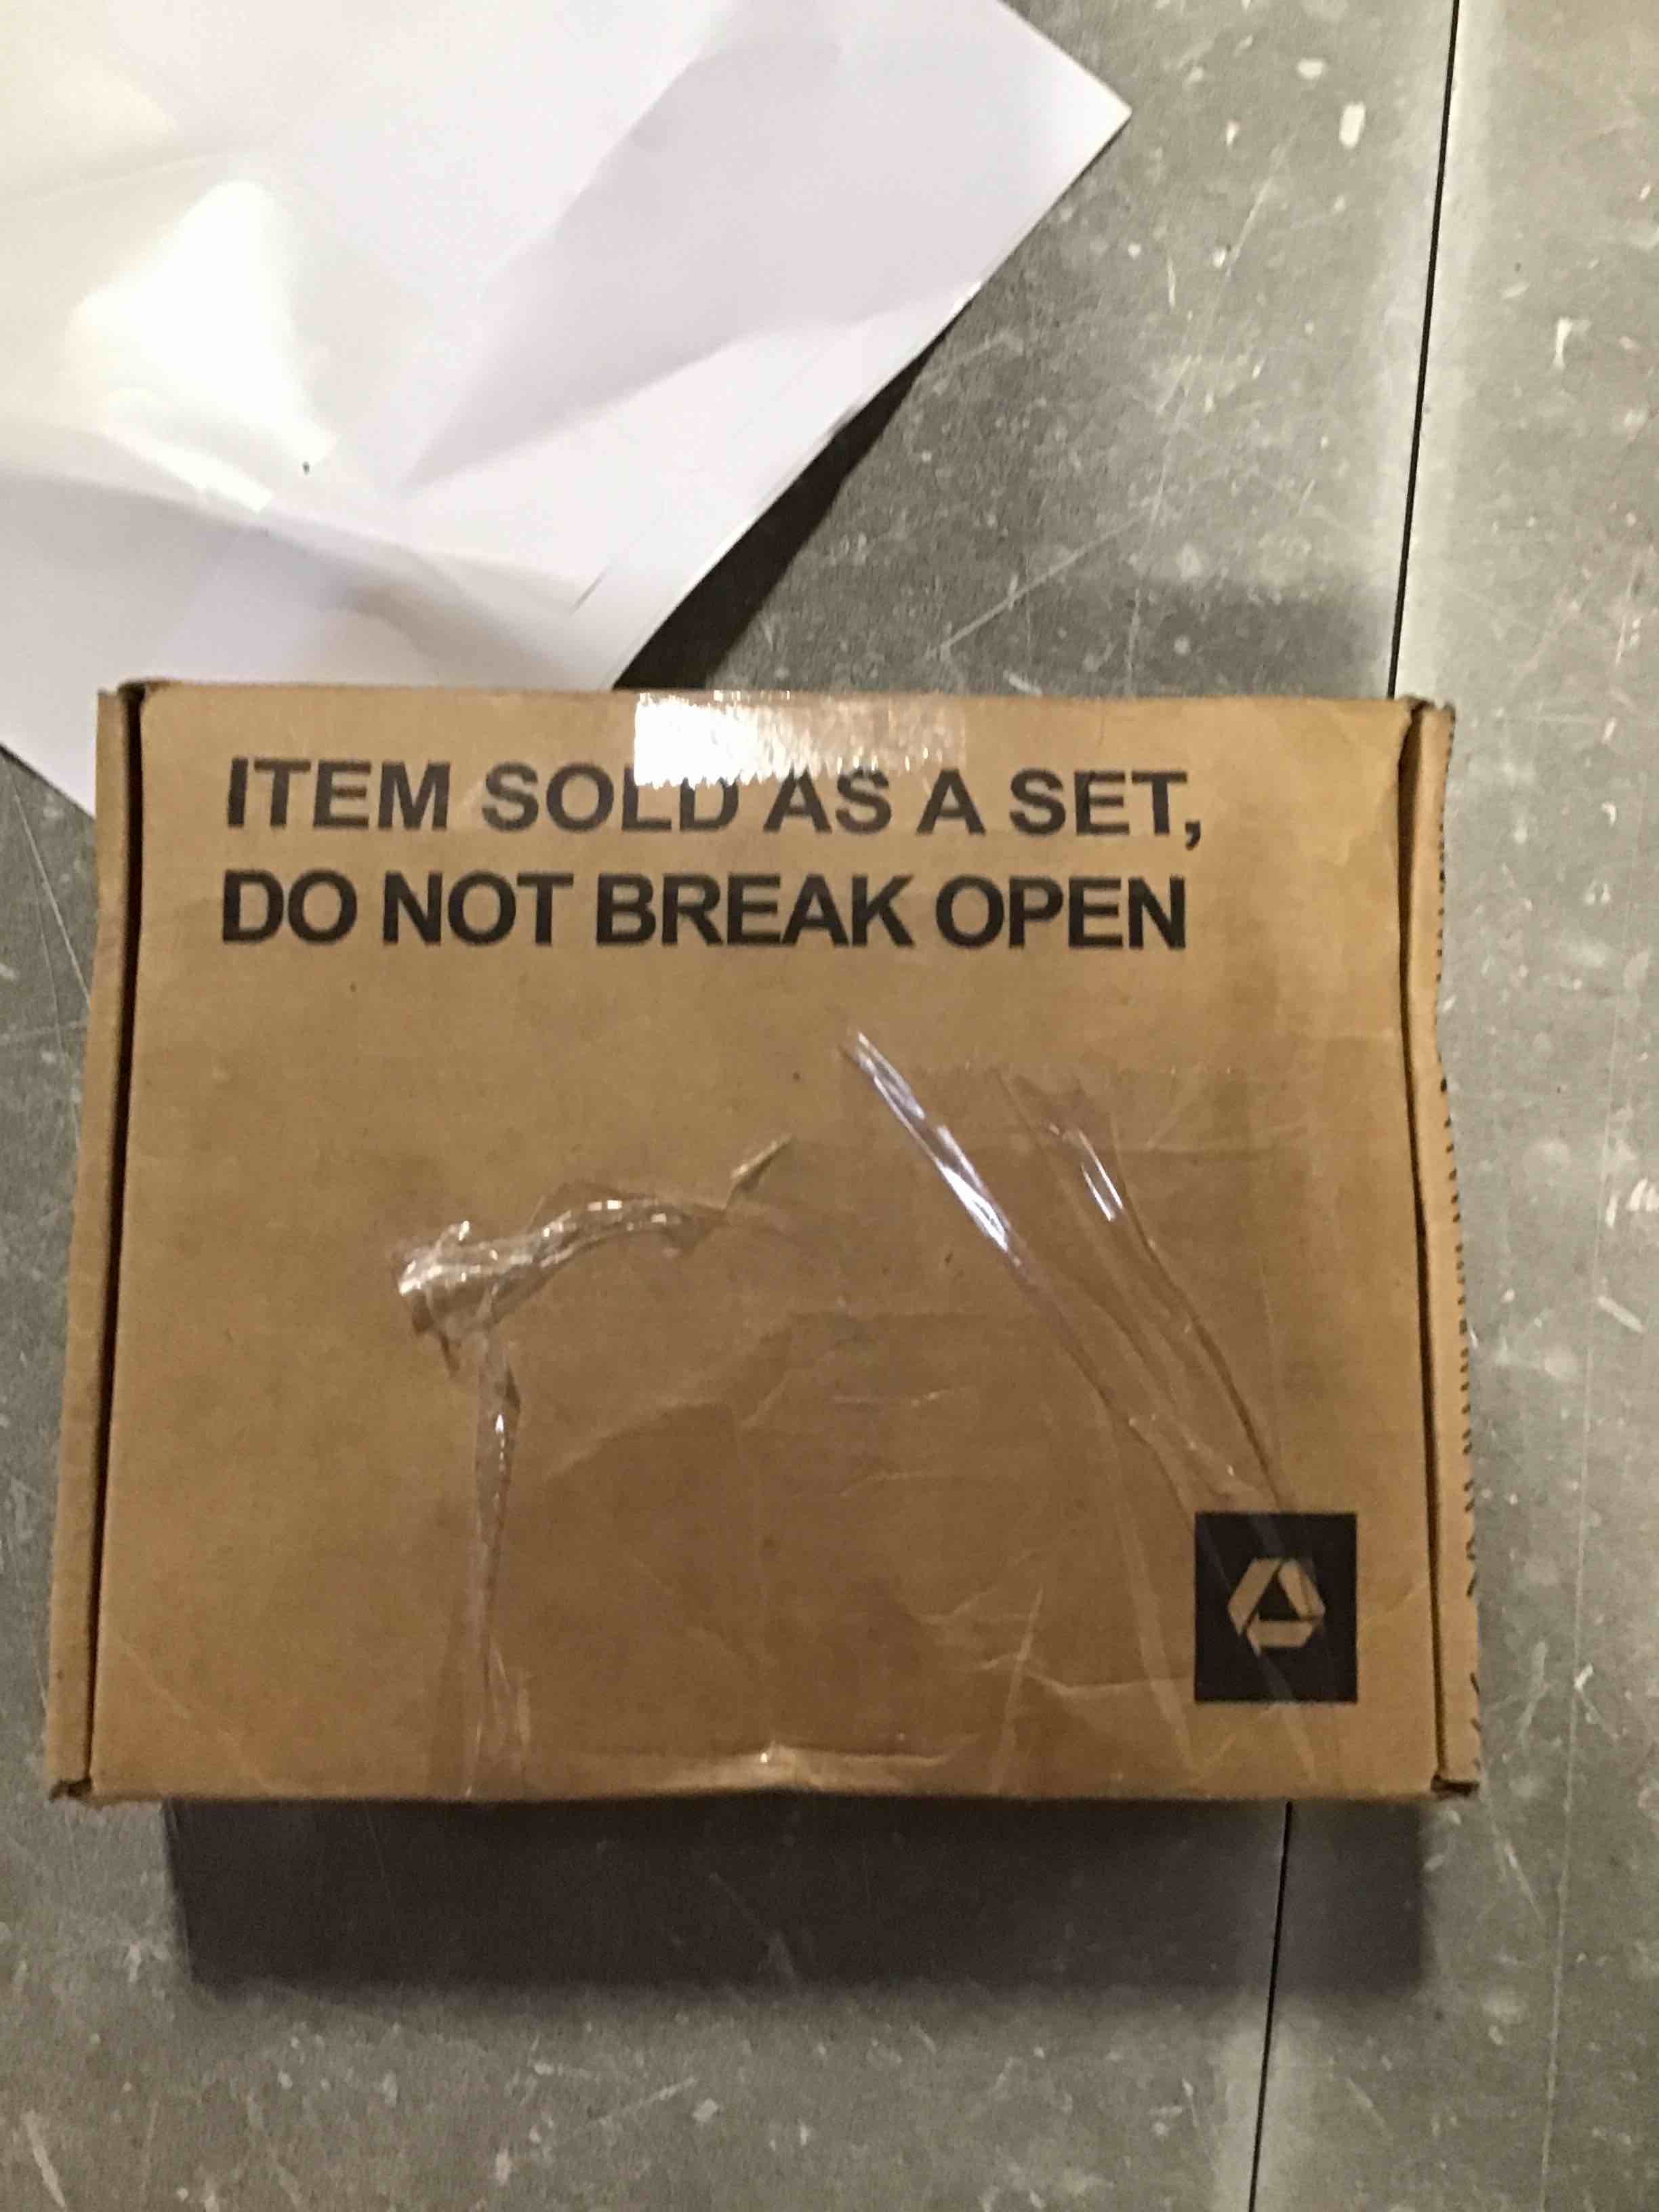 ITEM SOLD AS A SET,
DO NOT BREAK OPEN